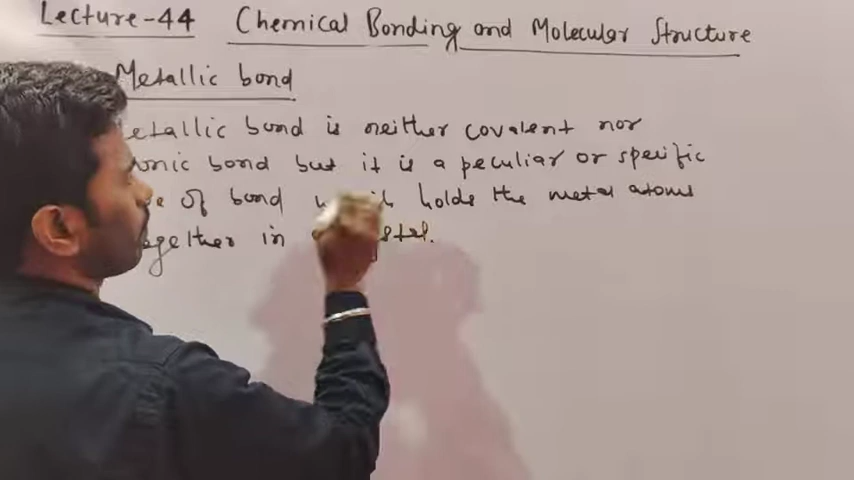 Lecture-44 Chemical Bonding and Molecular Structure
Metallic bond
etallic bond is neither covalent nor
onic bond but it is a peculiar or specific
e of bond which holds the metal atoms
ogether in stal.